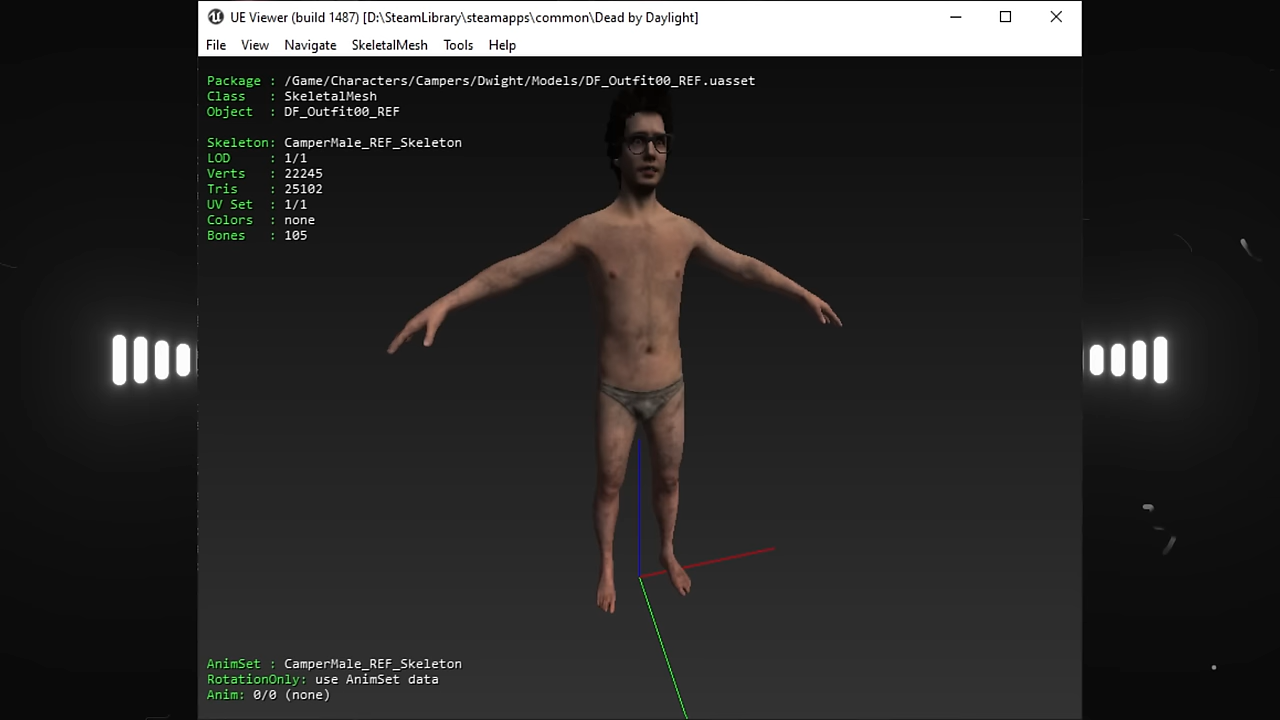 UE Viewer (build 1487) [D:\SteamLibrary\steamapps\common\Dead by Daylight]
File View Navigate SkeletalMesh Tools Help
Package : /Game/Characters/Campers/Dwight/Models/DF_Outfit00_REF.uasset
Class : SkeletalMesh
Object : DF_Outfit00_REF
Skeleton: CamperMale_REF_Skeleton
LOD : 1/1
Verts : 22245
Tris : 25102
UV Set : 1/1
Colors : none
Bones : 105
AnimSet : CamperMale_REF_Skeleton
RotationOnly: use AnimSet data
Anim: 0/0 (none)